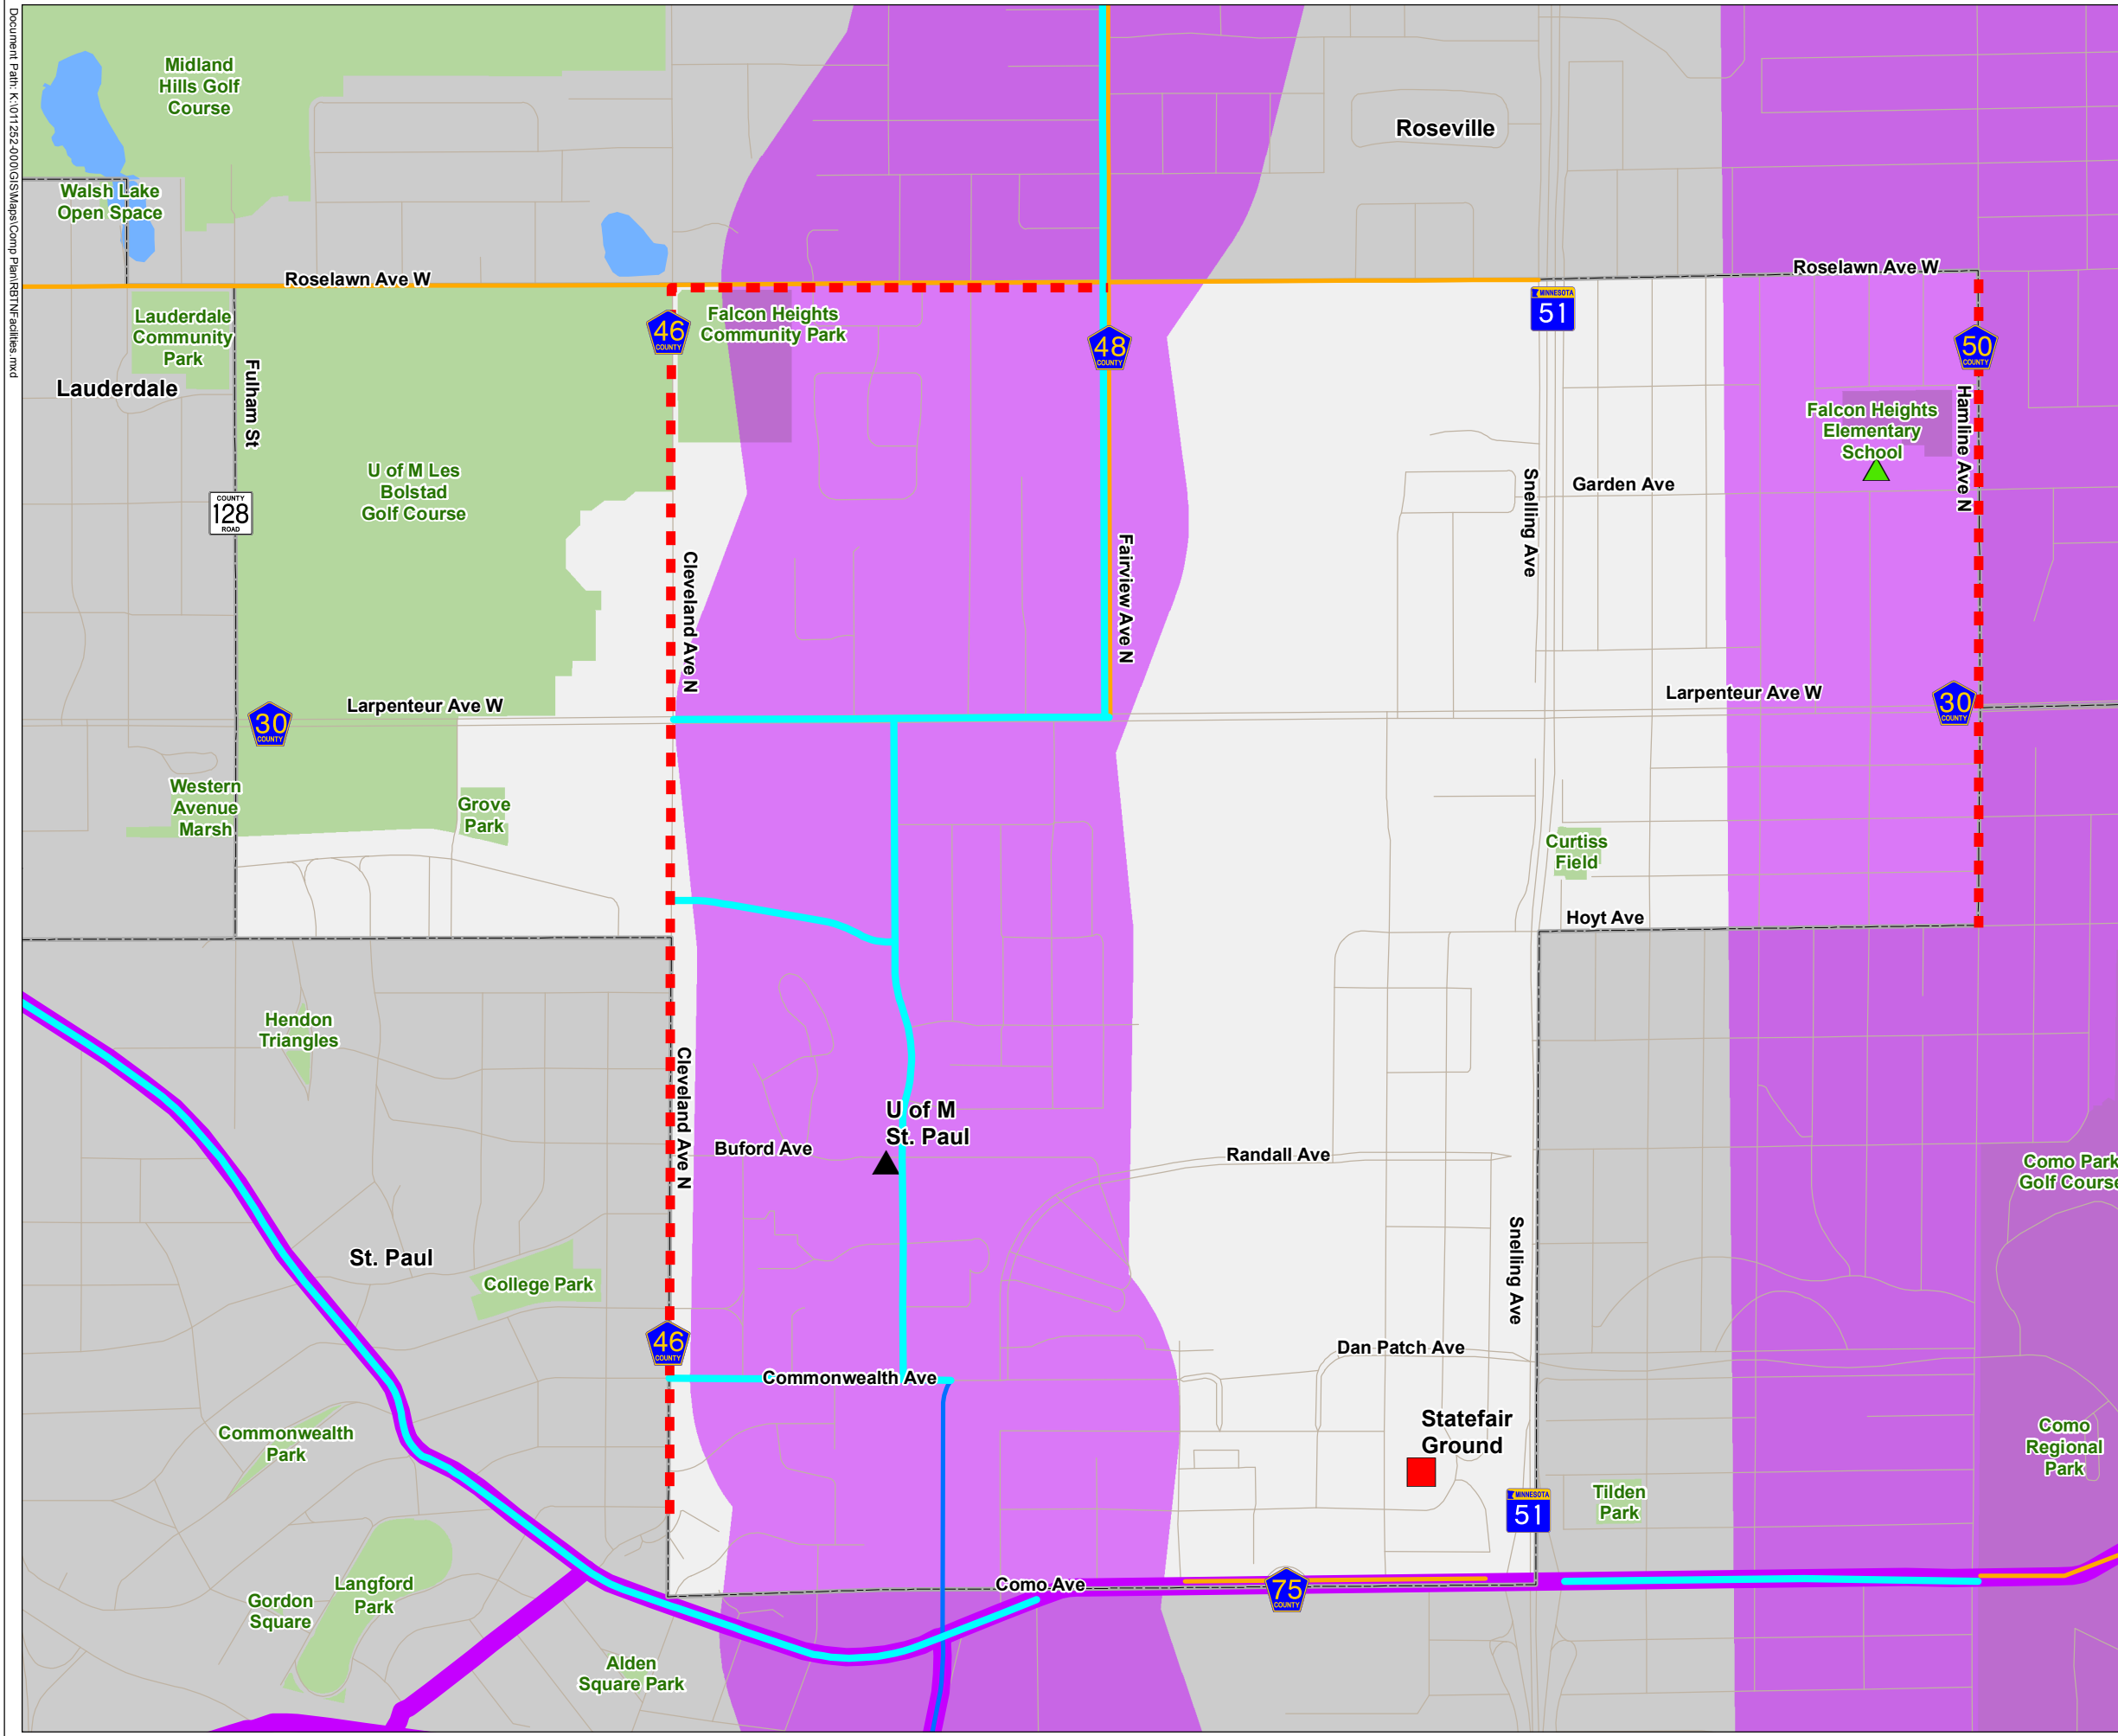 Document Path: K:\011252-000\GIS\Maps\Comp Plan\RBTNFacilities.mxd
Midland
Hills Golf
Course
Roseville
Walsh Lake
Open Space
Roselawn Ave W
Roselawn Ave W
MINNESOTA
51
Lauderdale
Community
Park
46
COUNTY
Falcon Heights
Community Park
48
COUNTY
50
COUNTY
Lauderdale
Fulham St
Hamline Ave N
Falcon Heights
Elementary
School
U of M Les
Bolstad
Golf Course
Snelling Ave
Garden Ave
COUNTY
128
ROAD
Cleveland Ave N
Fairview Ave N
Larpenteur Ave W
Larpenteur Ave W
30
COUNTY
30
COUNTY
Western
Avenue
Marsh
Grove
Park
Curtiss
Field
Hoyt Ave
Hendon
Triangles
Cleveland Ave N
U of M
St. Paul
Buford Ave
Randall Ave
Como Park
Golf Course
St. Paul
College Park
Snelling Ave
46
COUNTY
Dan Patch Ave
Commonwealth Ave
Commonwealth
Park
Statefair
Ground
Como
Regional
Park
MINNESOTA
51
Tilden
Park
Langford
Park
Gordon
Square
Como Ave
75
COUNTY
Alden
Square Park